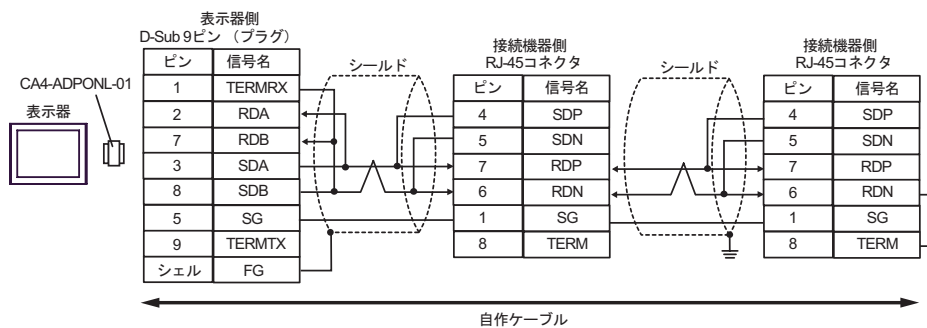 表示器側
D-Sub 9ピン （プラグ）
ピン 信号名
1 TERMRX
2 RDA
7 RDB
3 SDA
8 SDB
5 SG
9 TERMTX
シェル FG
CA4-ADPONL-01
表示器
シールド
接続機器側
RJ-45コネクタ
ピン 信号名
4 SDP
5 SDN
7 RDP
6 RDN
1 SG
8 TERM
シールド
接続機器側
RJ-45コネクタ
ピン 信号名
4 SDP
5 SDN
7 RDP
6 RDN
1 SG
8 TERM
自作ケーブル